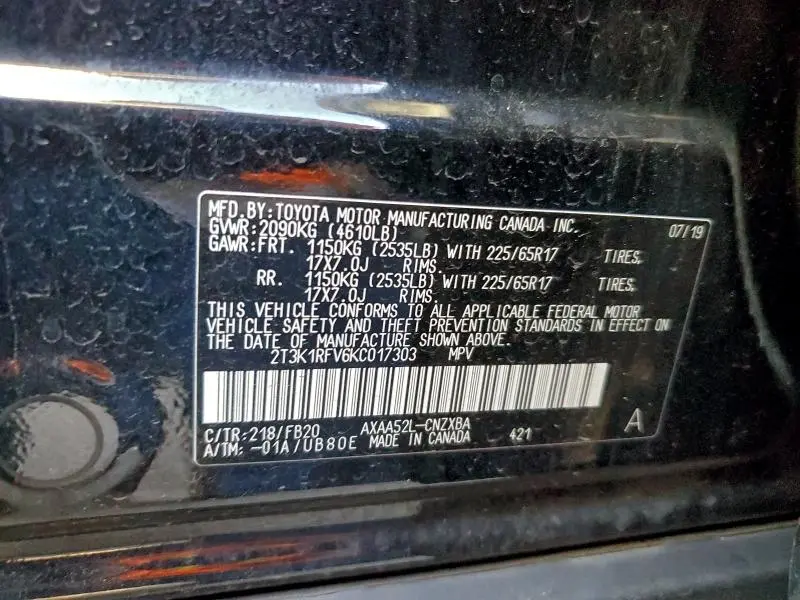 MFD.BY:TOYOTA MOTOR MANUFACTURING CANADA INC. 07/19
GVWR:2090KG (4610LB)
GAWR:FRT. 1150KG (2535LB) WITH 225/65R17 TIRES,
17X7.0J RIMS.
RR. 1150KG (2535LB) WITH 225/65R17 TIRES,
17X7.0J RIMS.
THIS VEHICLE CONFORMS TO ALL APPLICABLE FEDERAL MOTOR
VEHICLE SAFETY AND THEFT PREVENTION STANDARDS IN EFFECT ON
THE DATE OF MANUFACTURE SHOWN ABOVE.
2T3K1RFV6KC017303 MPV
C/TR:218/FB20 AXAA52L-CNZXBA A
A/TM: -01A/UB80E MADE IN CANADA 421